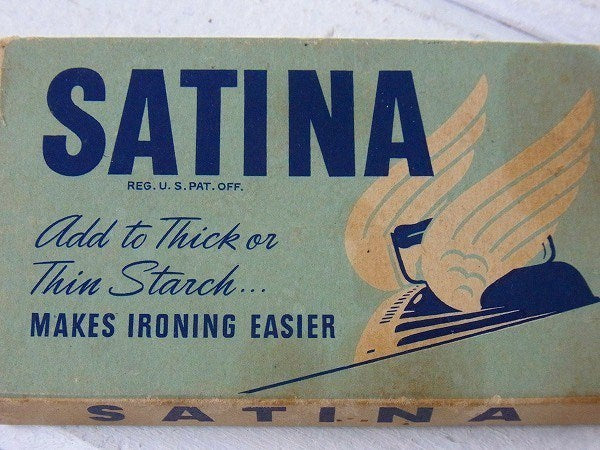 SATINA
REG. U. S. PAT. OFF.
Add to Thick or
Thin Starch...
MAKES IRONING EASIER
SATINA